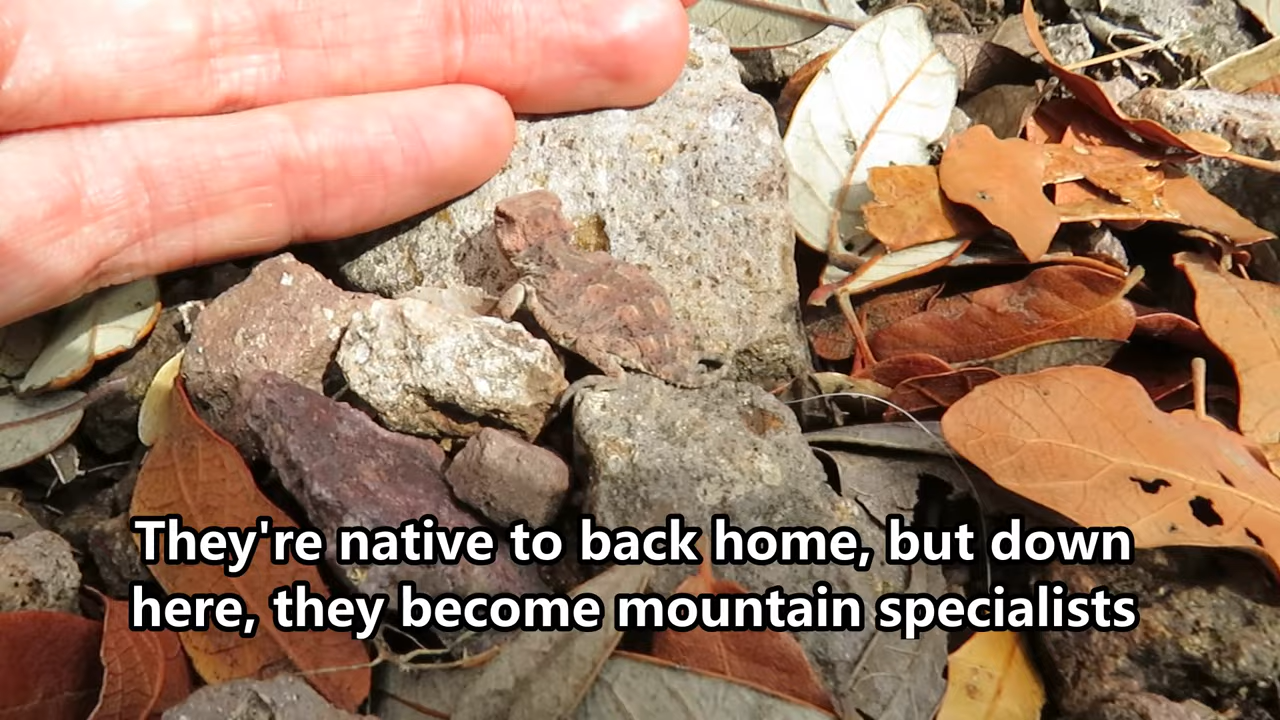 They're native to back home, but down
here, they become mountain specialists